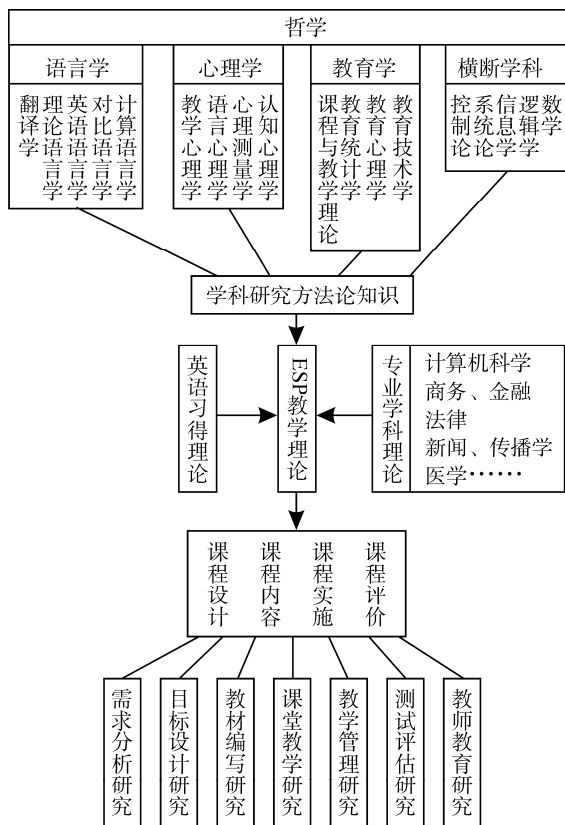 哲学
语言学
翻译学
理论语言学
英语语言学
对比语言学
计算语言学
心理学
教学心理学
语言心理学
心理测量学
认知心理学
教育学
课程与教学理论
教育统计学
教育心理学
教育技术学
横断学科
控制论
系统论
信息学
逻辑学
数学
学科研究方法论知识
英语习得理论
ESP教学理论
专业学科理论
计算机科学
商务、金融
法律
新闻、传播学
医学……
课程设计
课程内容
课程实施
课程评价
需求分析研究
目标设计研究
教材编写研究
课堂教学研究
教学管理研究
测试评估研究
教师教育研究